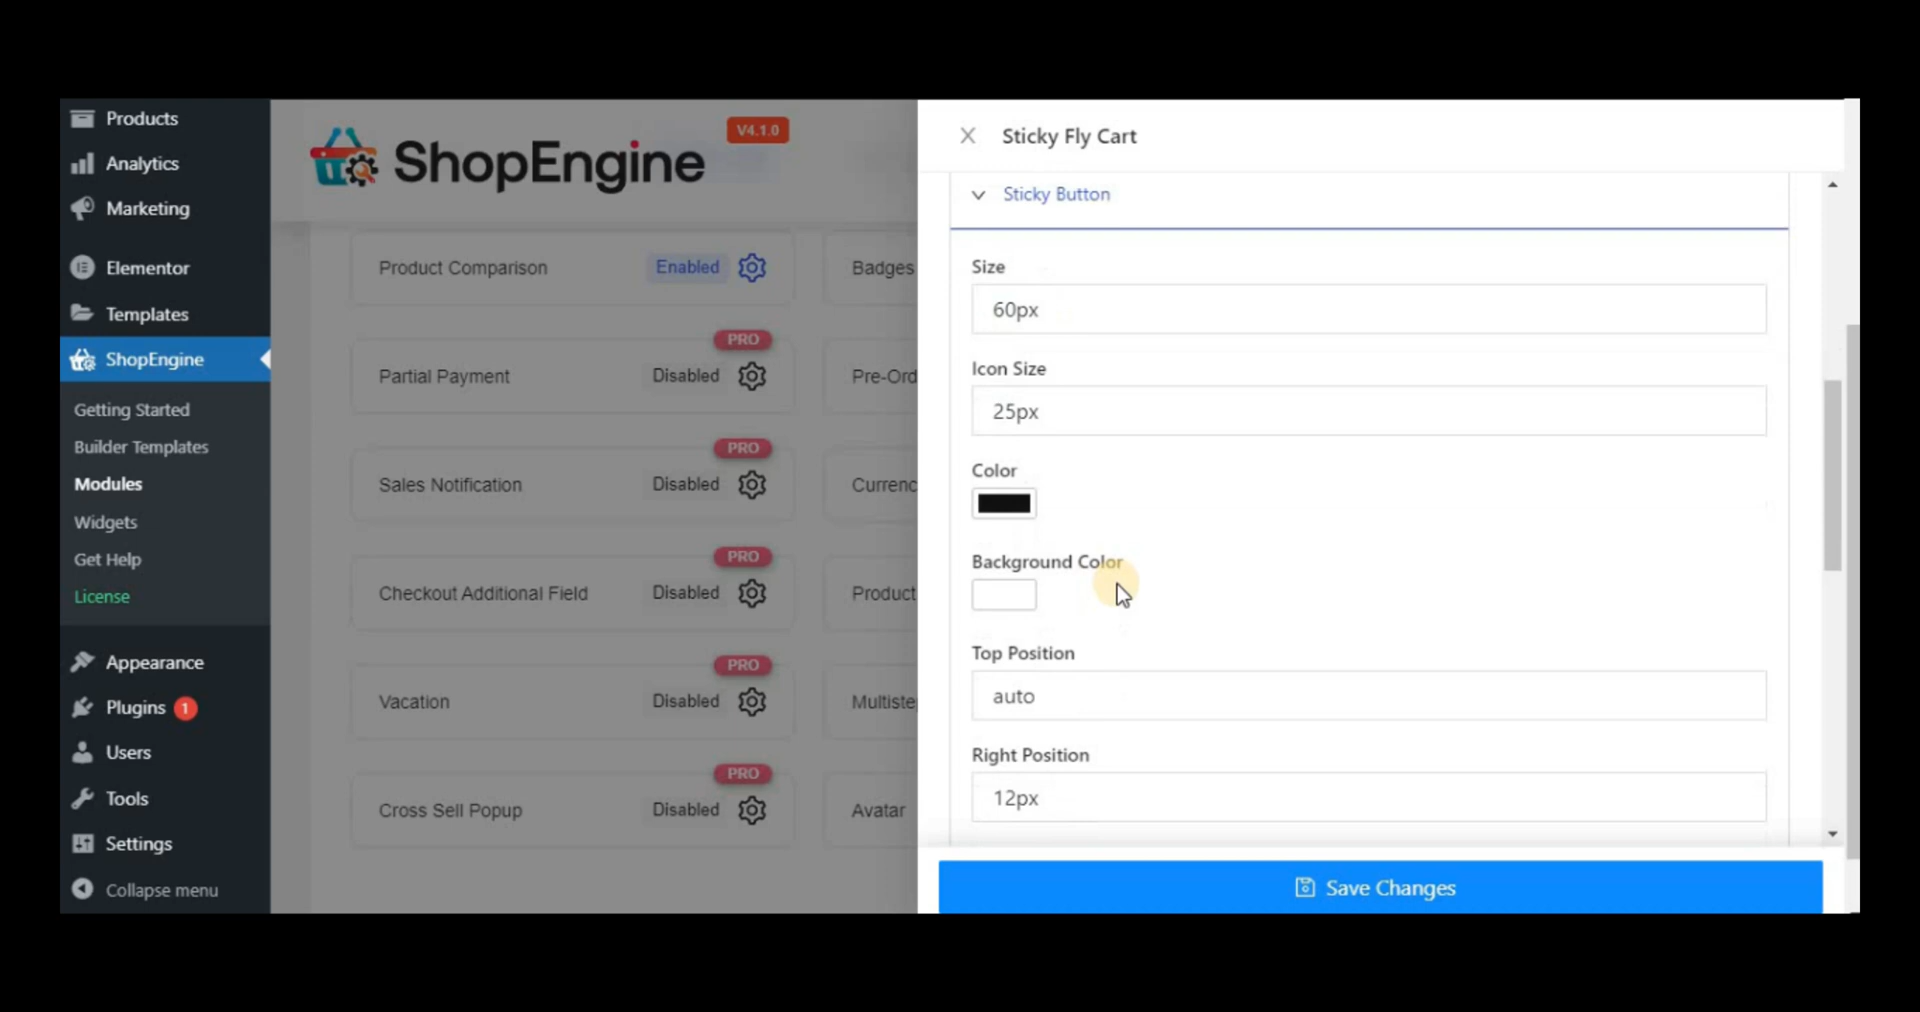 Products
Analytics
Marketing
Elementor
Templates
ShopEngine
Getting Started
Builder Templates
Modules
Widgets
Get Help
License
Appearance
Plugins 1
Users
Tools
Settings
Collapse menu
ShopEngine
V4.1.0
Product Comparison Enabled
Badges
PRO
Partial Payment Disabled
Pre-Ord
PRO
Sales Notification Disabled
Currenc
PRO
Checkout Additional Field Disabled
Product
PRO
Vacation Disabled
Multiste
PRO
Cross Sell Popup Disabled
Avatar
Sticky Fly Cart
Sticky Button
Size
60px
Icon Size
25px
Color
Background Color
Top Position
auto
Right Position
12px
Save Changes